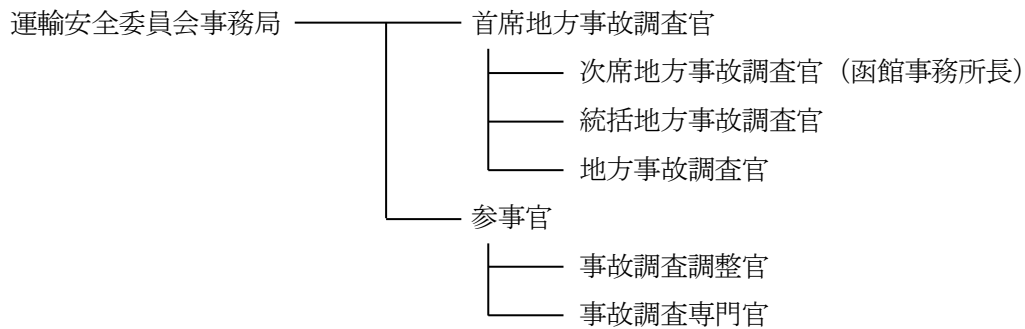 運輸安全委員会事務局
首席地方事故調査官
次席地方事故調査官（函館事務所長）
統括地方事故調査官
地方事故調査官
参事官
事故調査調整官
事故調査専門官